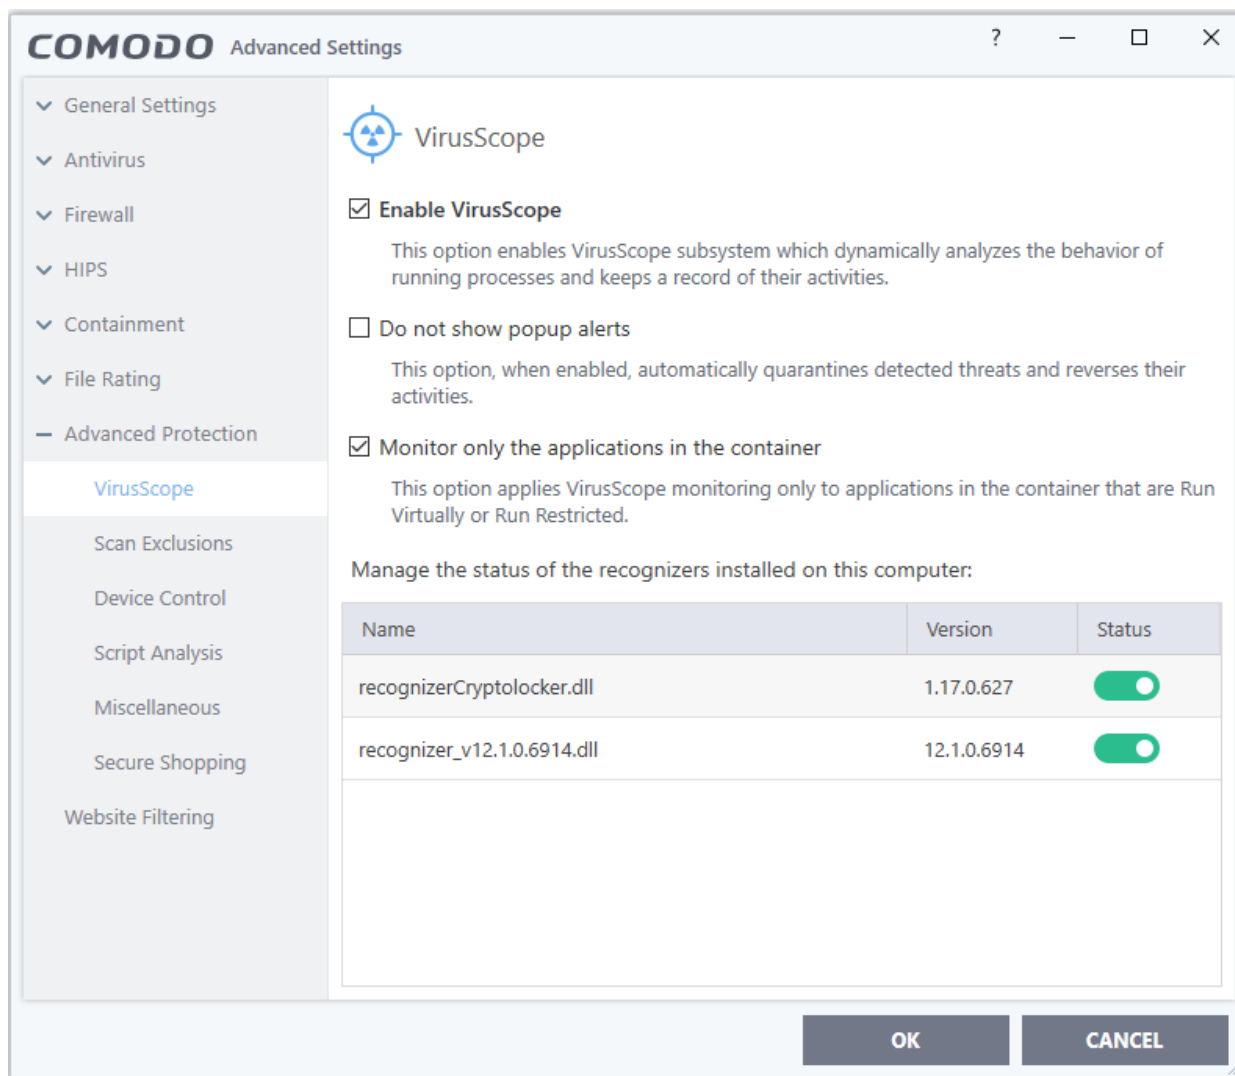 COMODO Advanced Settings
?
General Settings
Antivirus
Firewall
HIPS
Containment
File Rating
Advanced Protection
VirusScope
Scan Exclusions
Device Control
Script Analysis
Miscellaneous
Secure Shopping
Website Filtering
VirusScope
Enable VirusScope
This option enables VirusScope subsystem which dynamically analyzes the behavior of
running processes and keeps a record of their activities.
Do not show popup alerts
This option, when enabled, automatically quarantines detected threats and reverses their
activities.
Monitor only the applications in the container
This option applies VirusScope monitoring only to applications in the container that are Run
Virtually or Run Restricted.
Manage the status of the recognizers installed on this computer:
Name Version Status
recognizerCryptolocker.dll 1.17.0.627
recognizer_v12.1.0.6914.dll 12.1.0.6914
OK CANCEL